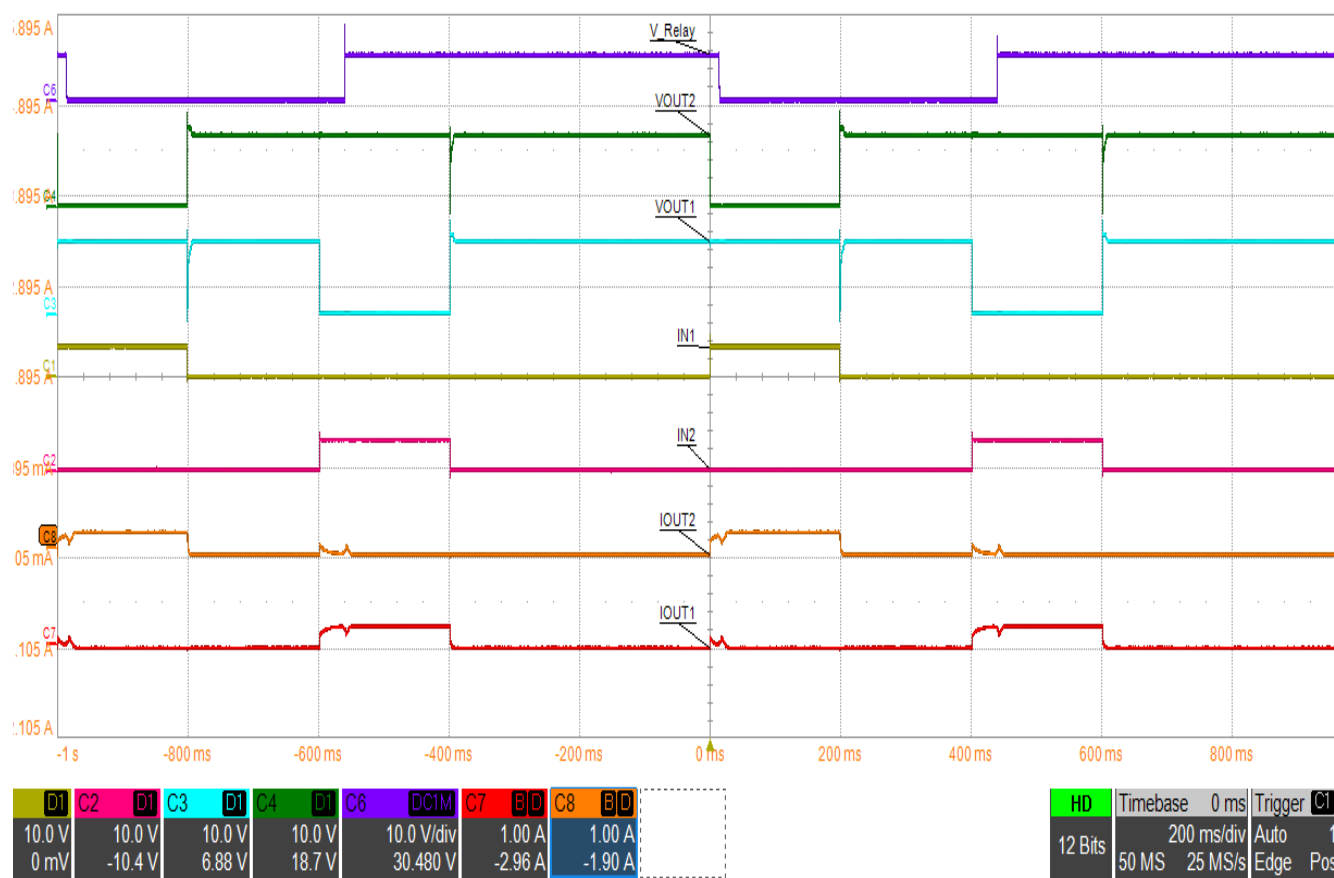 .895 A
V_Relay
C6
.895 A
VOUT2
C4
.895 A
VOUT1
.895 A
C3
IN1
C1
.895 A
IN2
C2
895 mA
IOUT2
C8
05 mA
IOUT1
C7
.105 A
2.105 A
-1 s
-800 ms
-600 ms
-400 ms
-200 ms
0 ms
200 ms
400 ms
600 ms
800 ms
D1 C2 D1 C3 D1 C4 D1 C6 DC1M C7 B D C8 B D HD Timebase 0 ms Trigger C1
10.0 V 10.0 V 10.0 V 10.0 V 10.0 V/div 1.00 A 1.00 A 12 Bits 200 ms/div Auto
0 mV -10.4 V 6.88 V 18.7 V 30.480 V -2.96 A -1.90 A 50 MS 25 MS/s Edge Pos